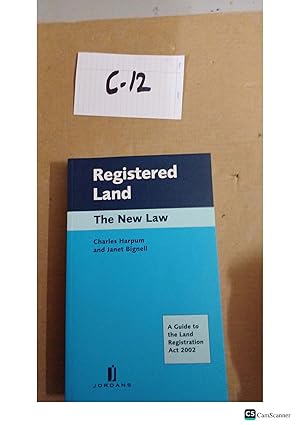 C-12
Registered
Land
The New Law
Charles Harpum
and Janet Bignell
A Guide to
the Land
Registration
Act 2002
JORDANS
CS CamScanner